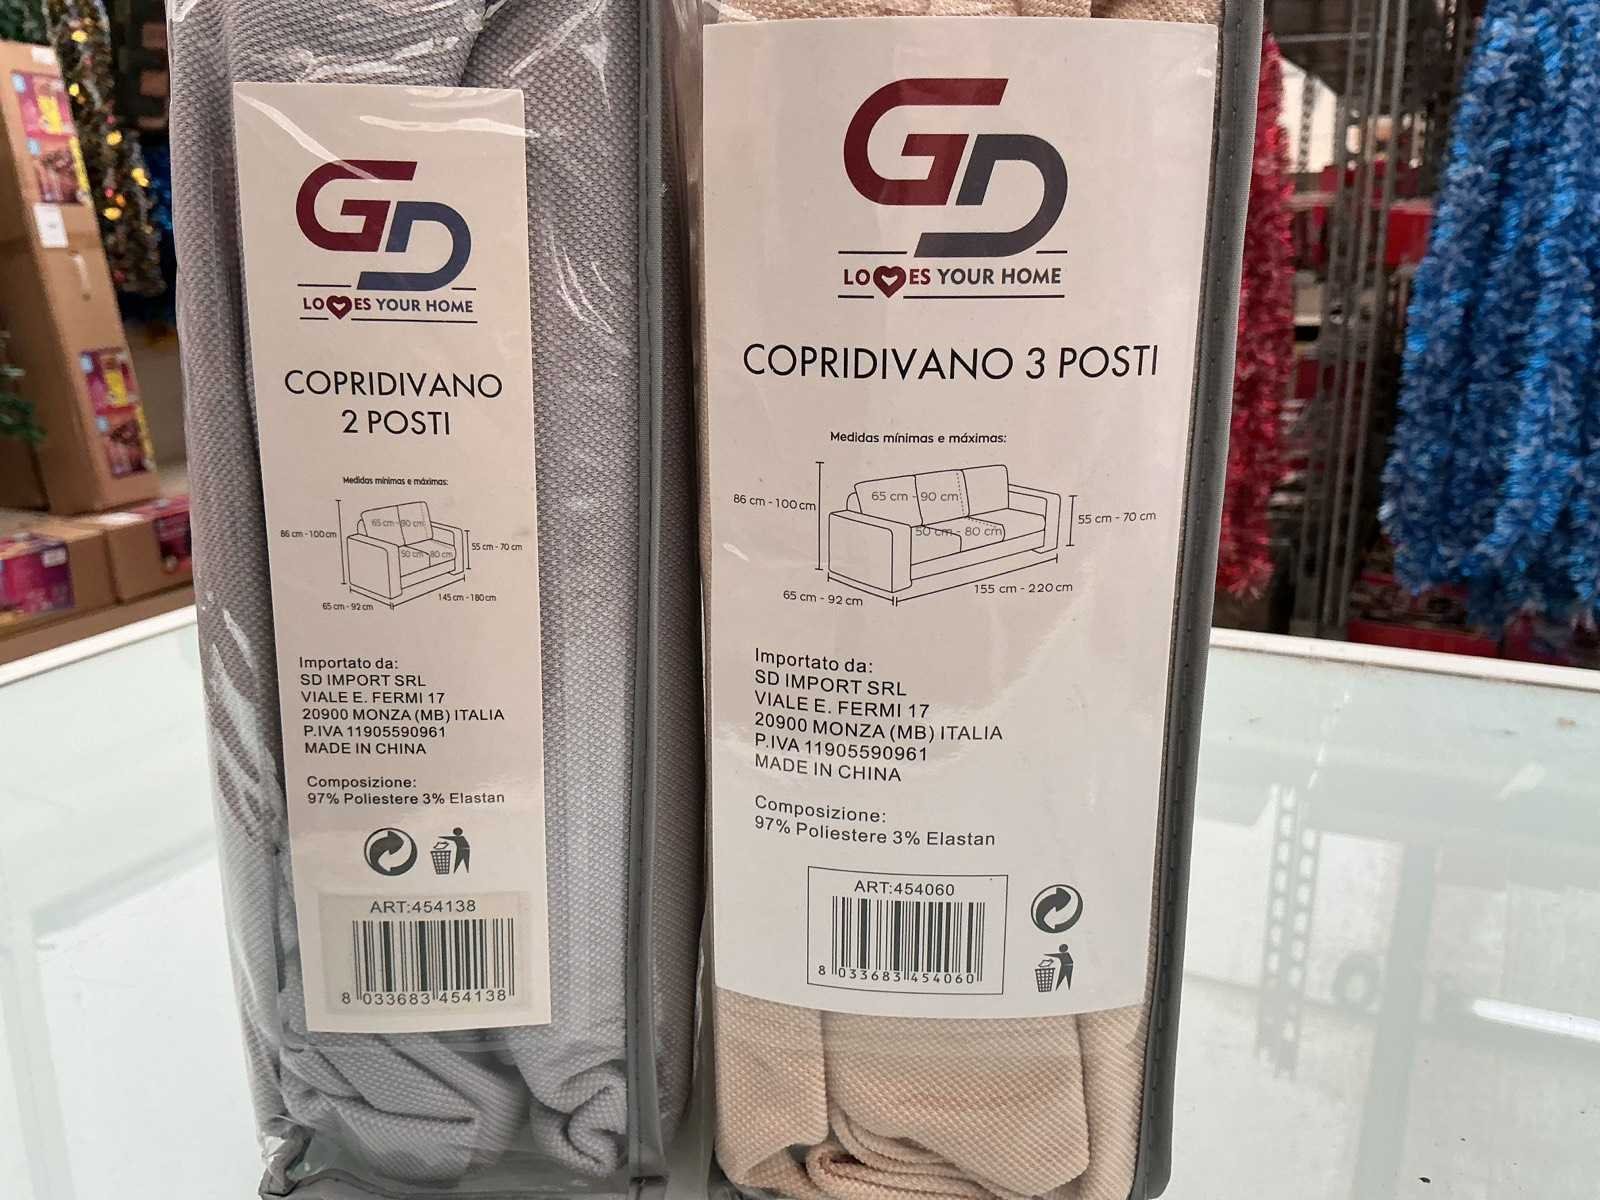 GD
LOVES YOUR HOME
COPRIDIVANO
2 POSTI
Medidas mínimas e máximas:
86 cm - 100 cm
65 cm - 90 cm
50 cm - 80 cm
55 cm - 70 cm
65 cm - 92 cm
145 cm - 180 cm
Importato da:
SD IMPORT SRL
VIALE E. FERMI 17
20900 MONZA (MB) ITALIA
P.IVA 11905590961
MADE IN CHINA
Composizione:
97% Poliestere 3% Elastan
ART:454138
8 033683 454138
GD
LOVES YOUR HOME
COPRIDIVANO 3 POSTI
Medidas mínimas e máximas:
86 cm - 100 cm
65 cm - 90 cm
50 cm - 80 cm
55 cm - 70 cm
65 cm - 92 cm
155 cm - 220 cm
Importato da:
SD IMPORT SRL
VIALE E. FERMI 17
20900 MONZA (MB) ITALIA
P.IVA 11905590961
MADE IN CHINA
Composizione:
97% Poliestere 3% Elastan
ART:454060
8 033683 454060